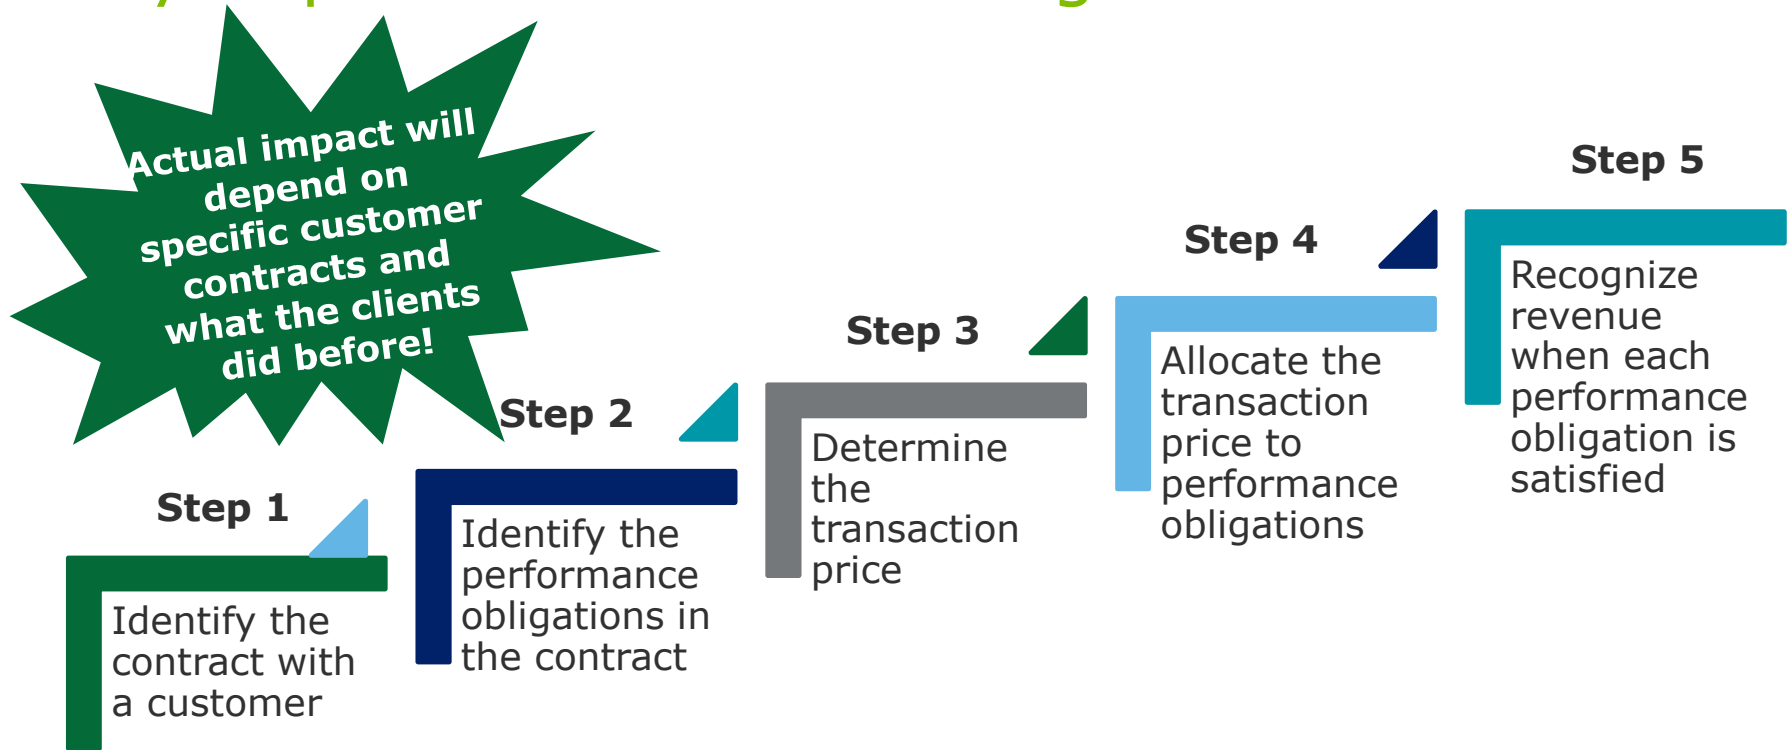 Actual impact will
depend on
specific customer
contracts and
what the clients
did before!
Step 1
Identify the
contract with
a customer
Step 2
Identify the
performance
obligations in
the contract
Step 3
Determine
the
transaction
price
Step 4
Allocate the
transaction
price to
performance
obligations
Step 5
Recognize
revenue
when each
performance
obligation is
satisfied